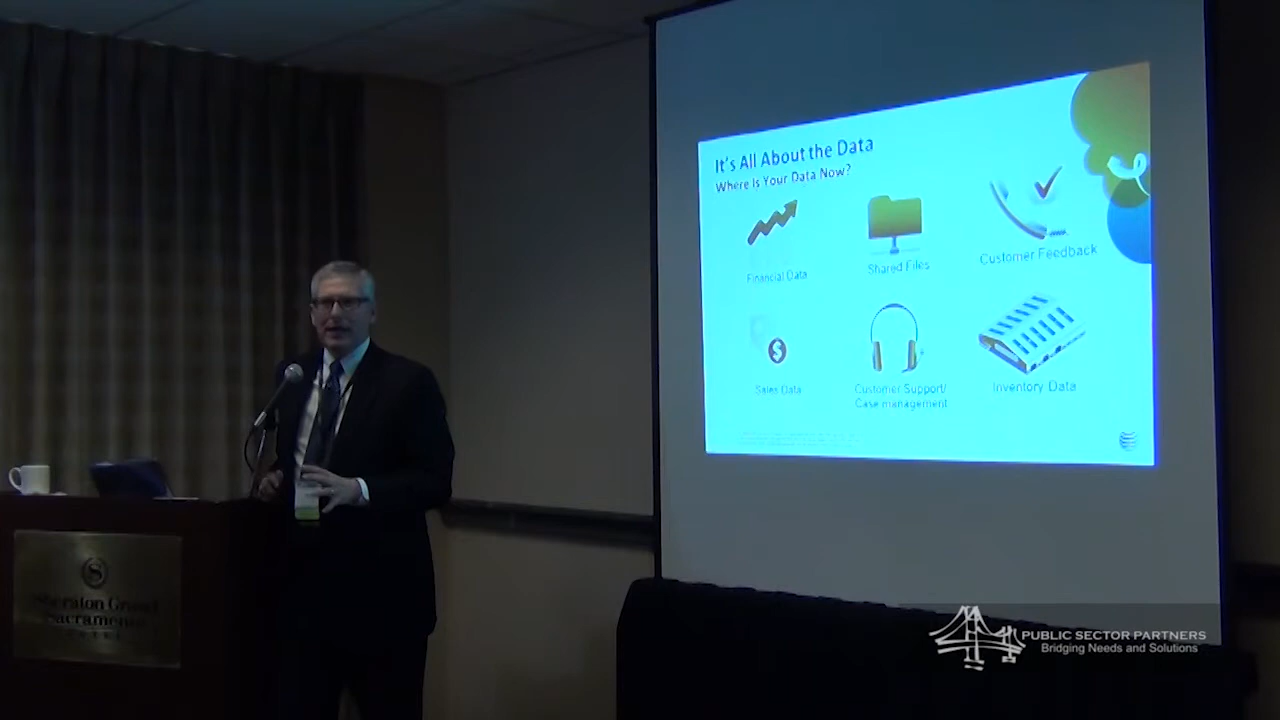 It's All About the Data
Where Is Your Data Now?
Financial Data
Shared Files
Customer Feedback
Sales Data
Customer Support/
Case management
Inventory Data
Sheraton Grand
Sacramento
HOTEL
PUBLIC SECTOR PARTNERS
Bridging Needs and Solutions